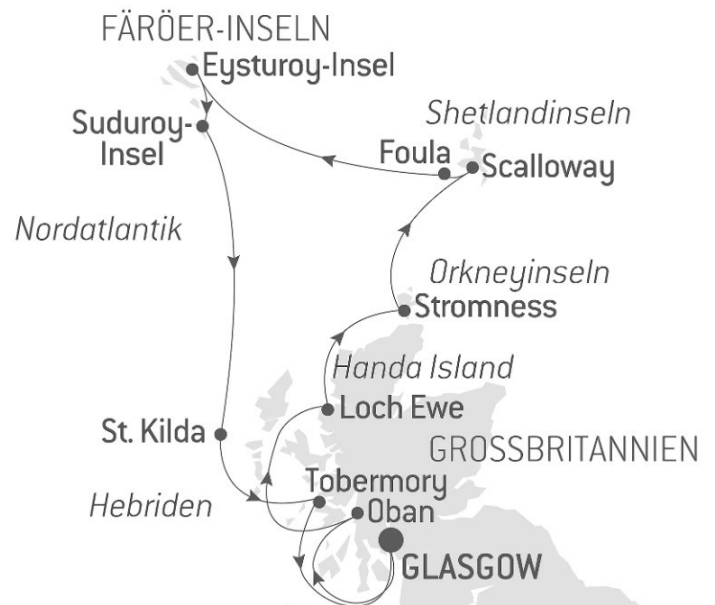 FÄRÖER-INSELN
Eysturoy-Insel
Suduroy-
Insel
Shetlandinseln
Foula
Scalloway
Nordatlantik
Orkneyinseln
Stromness
Handa Island
Loch Ewe
St. Kilda
GROSSBRITANNIEN
Tobermory
Hebriden
Oban
GLASGOW